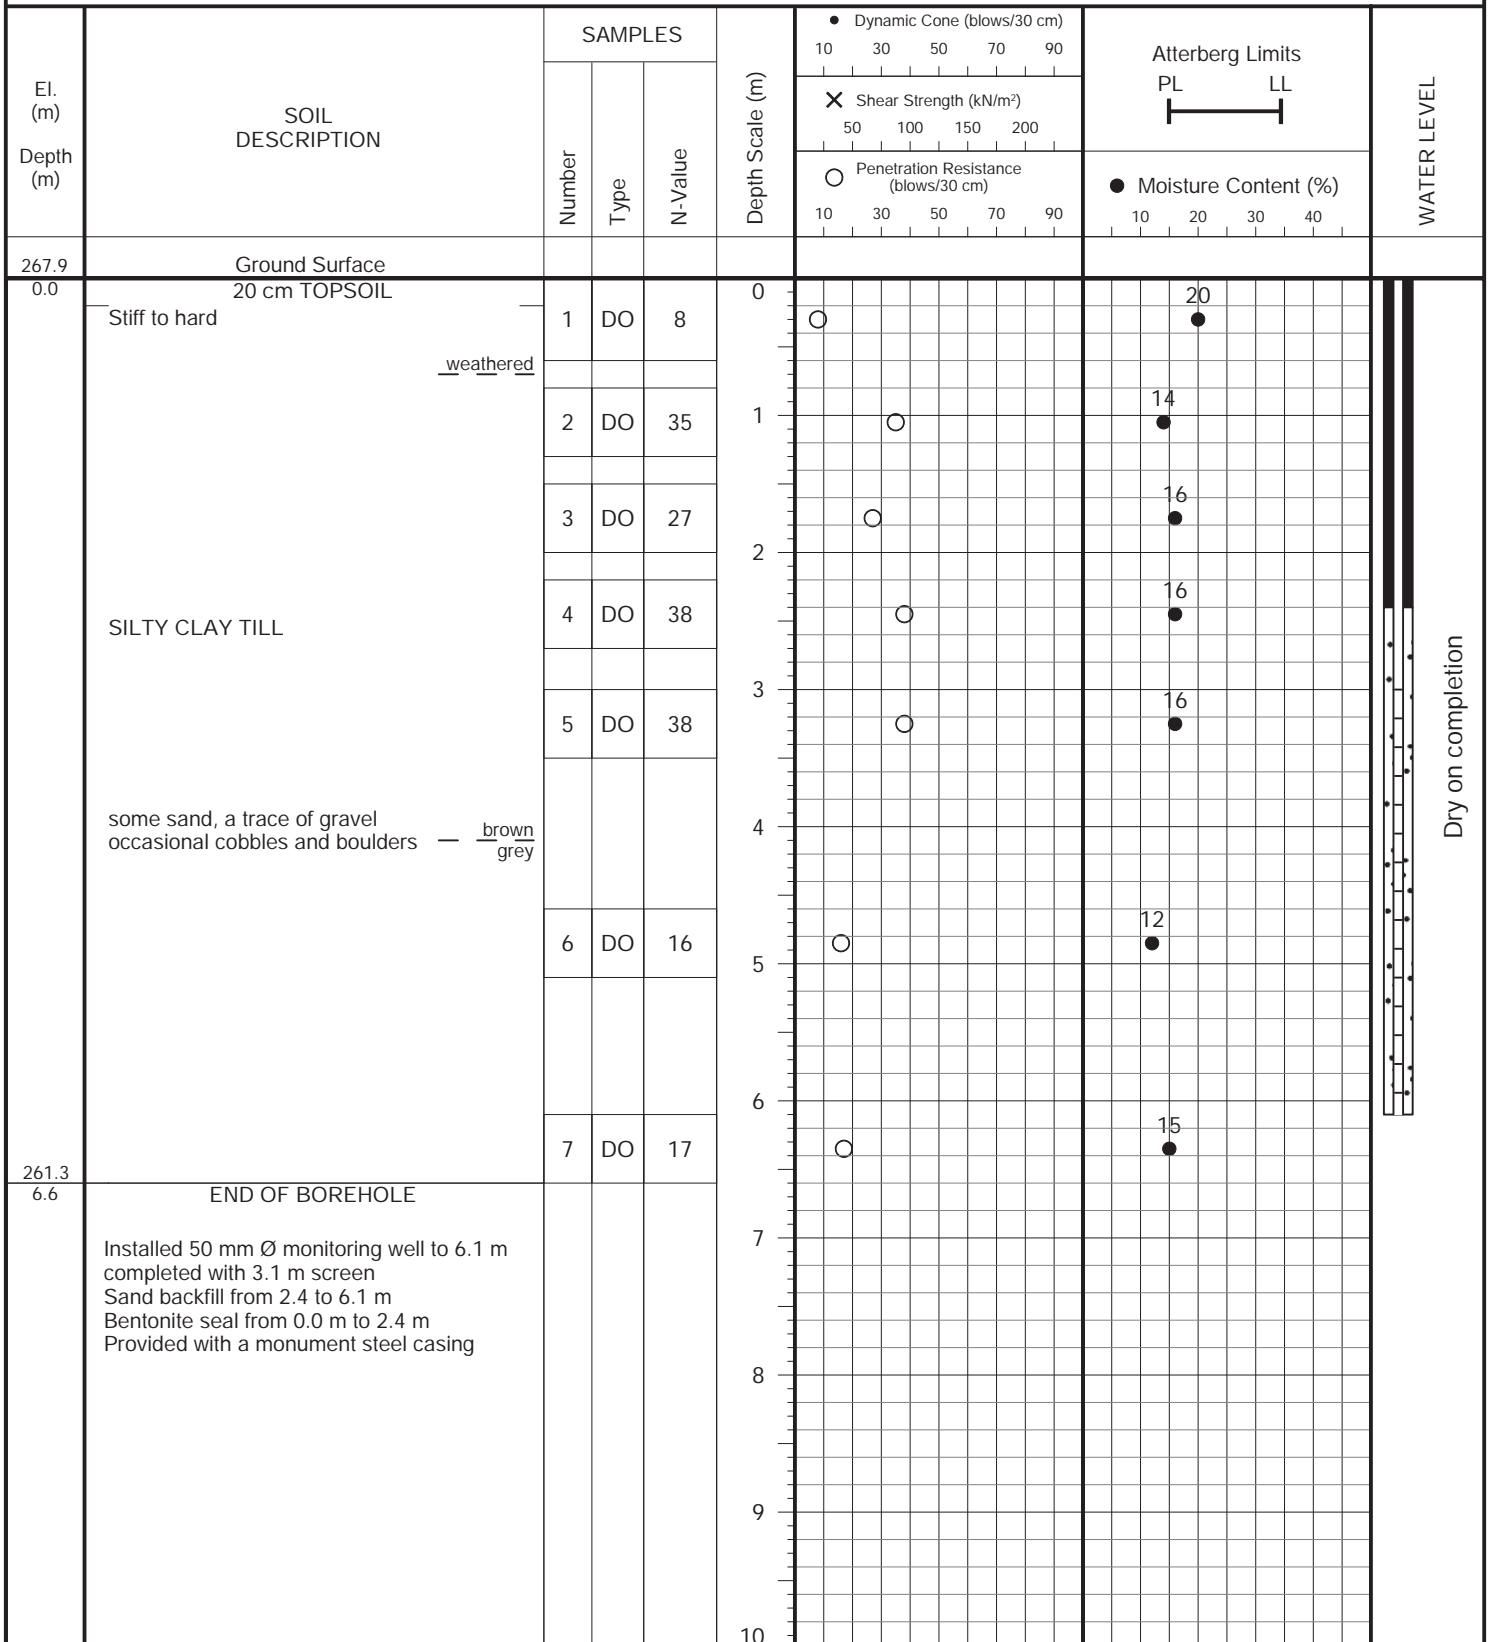 El.
(m)
Depth
(m)
SOIL
DESCRIPTION
SAMPLES
Number
Type
N-Value
Depth Scale (m)
Dynamic Cone (blows/30 cm)
10 30 50 70 90
Shear Strength (kN/m²)
50 100 150 200
Penetration Resistance
(blows/30 cm)
10 30 50 70 90
Atterberg Limits
PL LL
Moisture Content (%)
10 20 30 40
WATER LEVEL
267.9 Ground Surface
0.0 20 cm TOPSOIL 0
20
Stiff to hard 1 DO 8
weathered
14
1
2 DO 35
16
3 DO 27
2
16
4 DO 38
SILTY CLAY TILL
3
16
5 DO 38
Dry on completion
some sand, a trace of gravel
occasional cobbles and boulders
brown
grey
4
12
6 DO 16
5
6
15
7 DO 17
261.3
6.6 END OF BOREHOLE
Installed 50 mm Ø monitoring well to 6.1 m
completed with 3.1 m screen
Sand backfill from 2.4 to 6.1 m
Bentonite seal from 0.0 m to 2.4 m
Provided with a monument steel casing
7
8
9
10